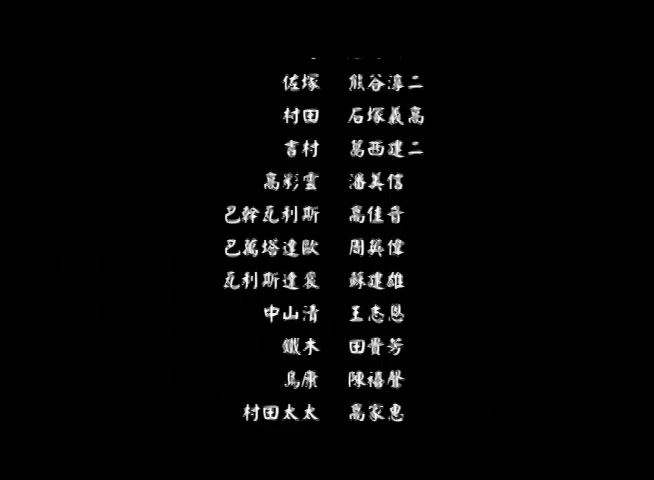 佐塚 熊谷淳二
村田 石塚義高
吉村 葛西建二
高彩雲 潘美信
巴幹瓦利斯 高佳音
巴萬塔達歐 周英偉
瓦利斯達袞 蘇建雄
中山清 王志恩
鐵木 田貴芳
烏康 陳禧聲
村田太太 高家惠